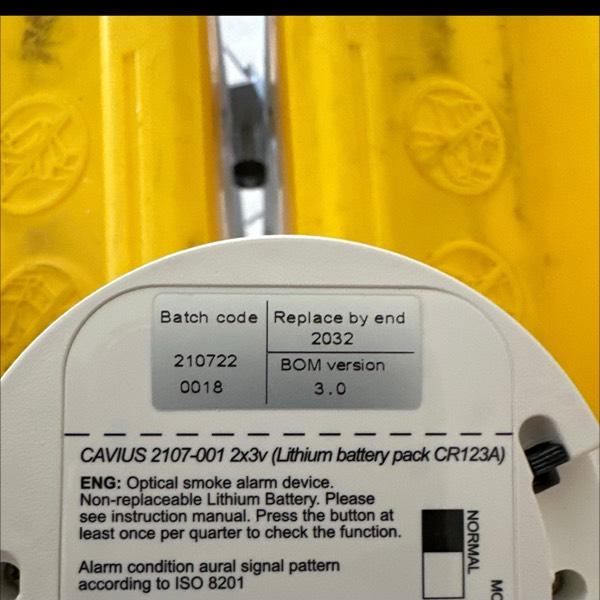 Batch code
210722
0018
Replace by end
2032
BOM version
3.0
CAVIUS 2107-001 2x3v (Lithium battery pack CR123A)
ENG: Optical smoke alarm device.
Non-replaceable Lithium Battery. Please
see instruction manual. Press the button at
least once per quarter to check the function.
Alarm condition aural signal pattern
according to ISO 8201
NORMAL